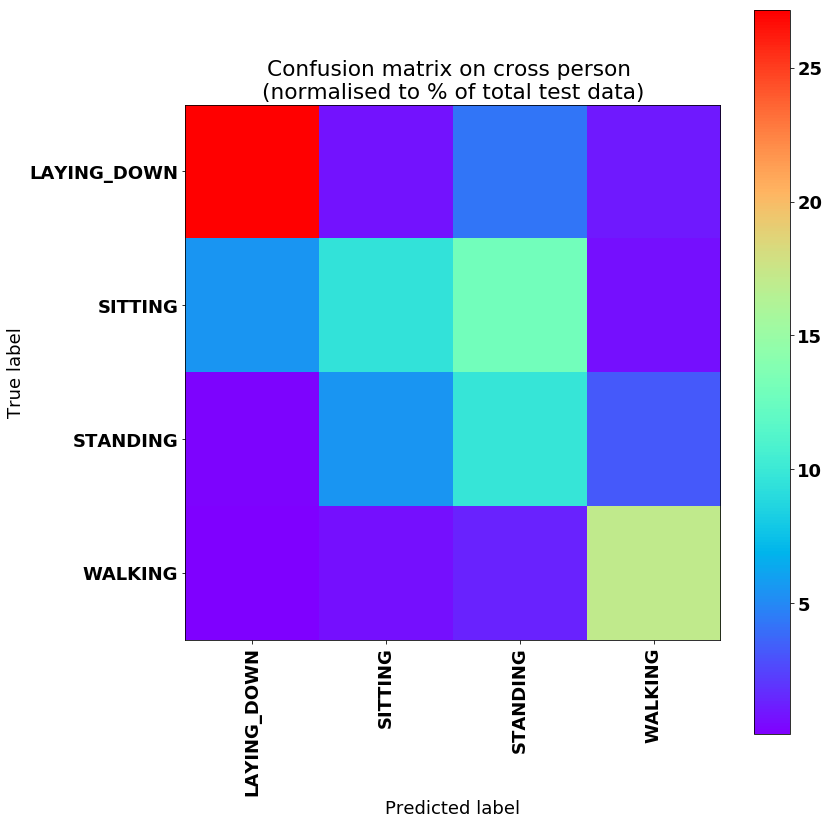 Confusion matrix on cross person
(normalised to % of total test data)
True label
LAYING_DOWN
SITTING
STANDING
WALKING
LAYING_DOWN
SITTING
STANDING
WALKING
Predicted label
25
20
15
10
5